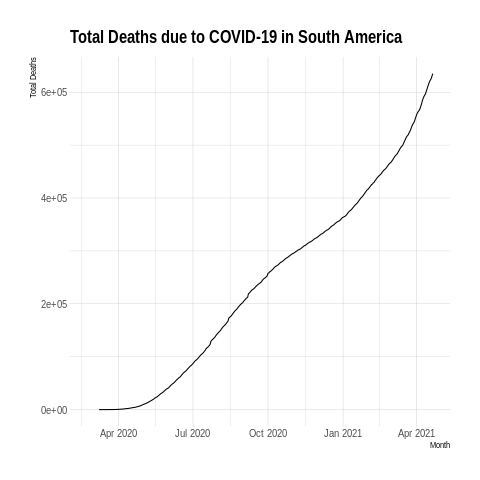 Total Deaths due to COVID-19 in South America
Total Deaths
6e+05
4e+05
2e+05
0e+00
Apr 2020 Jul 2020 Oct 2020 Jan 2021 Apr 2021
Month